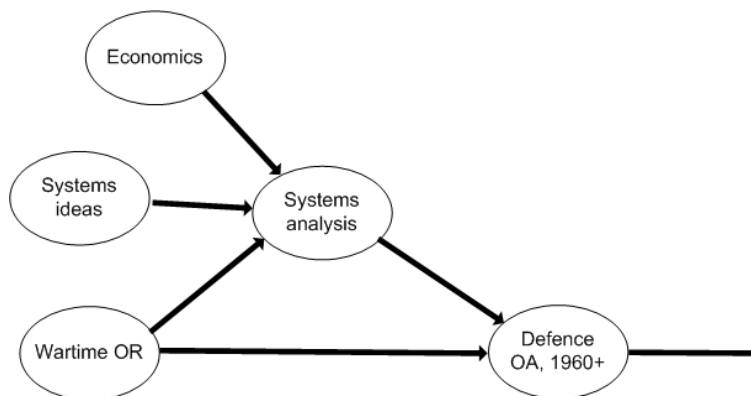 Economics
Systems
ideas
Systems
analysis
Wartime OR
Defence
OA, 1960+